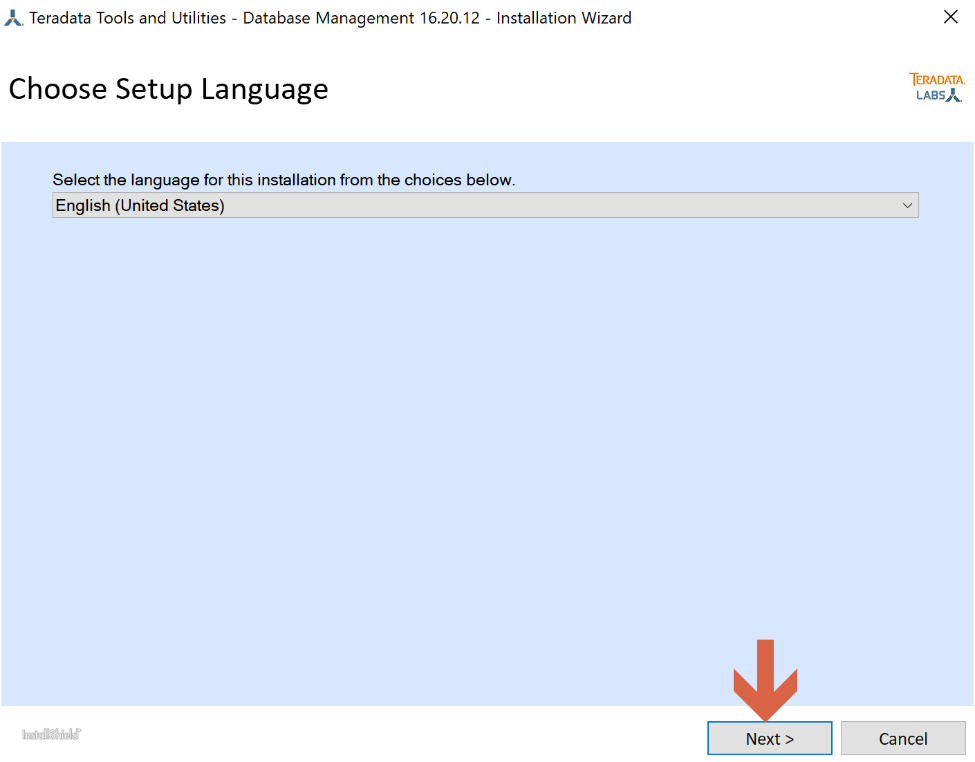 Teradata Tools and Utilities - Database Management 16.20.12 - Installation Wizard
Choose Setup Language
TERADATA
LABS
Select the language for this installation from the choices below.
English (United States)
InstallShield
Next >
Cancel